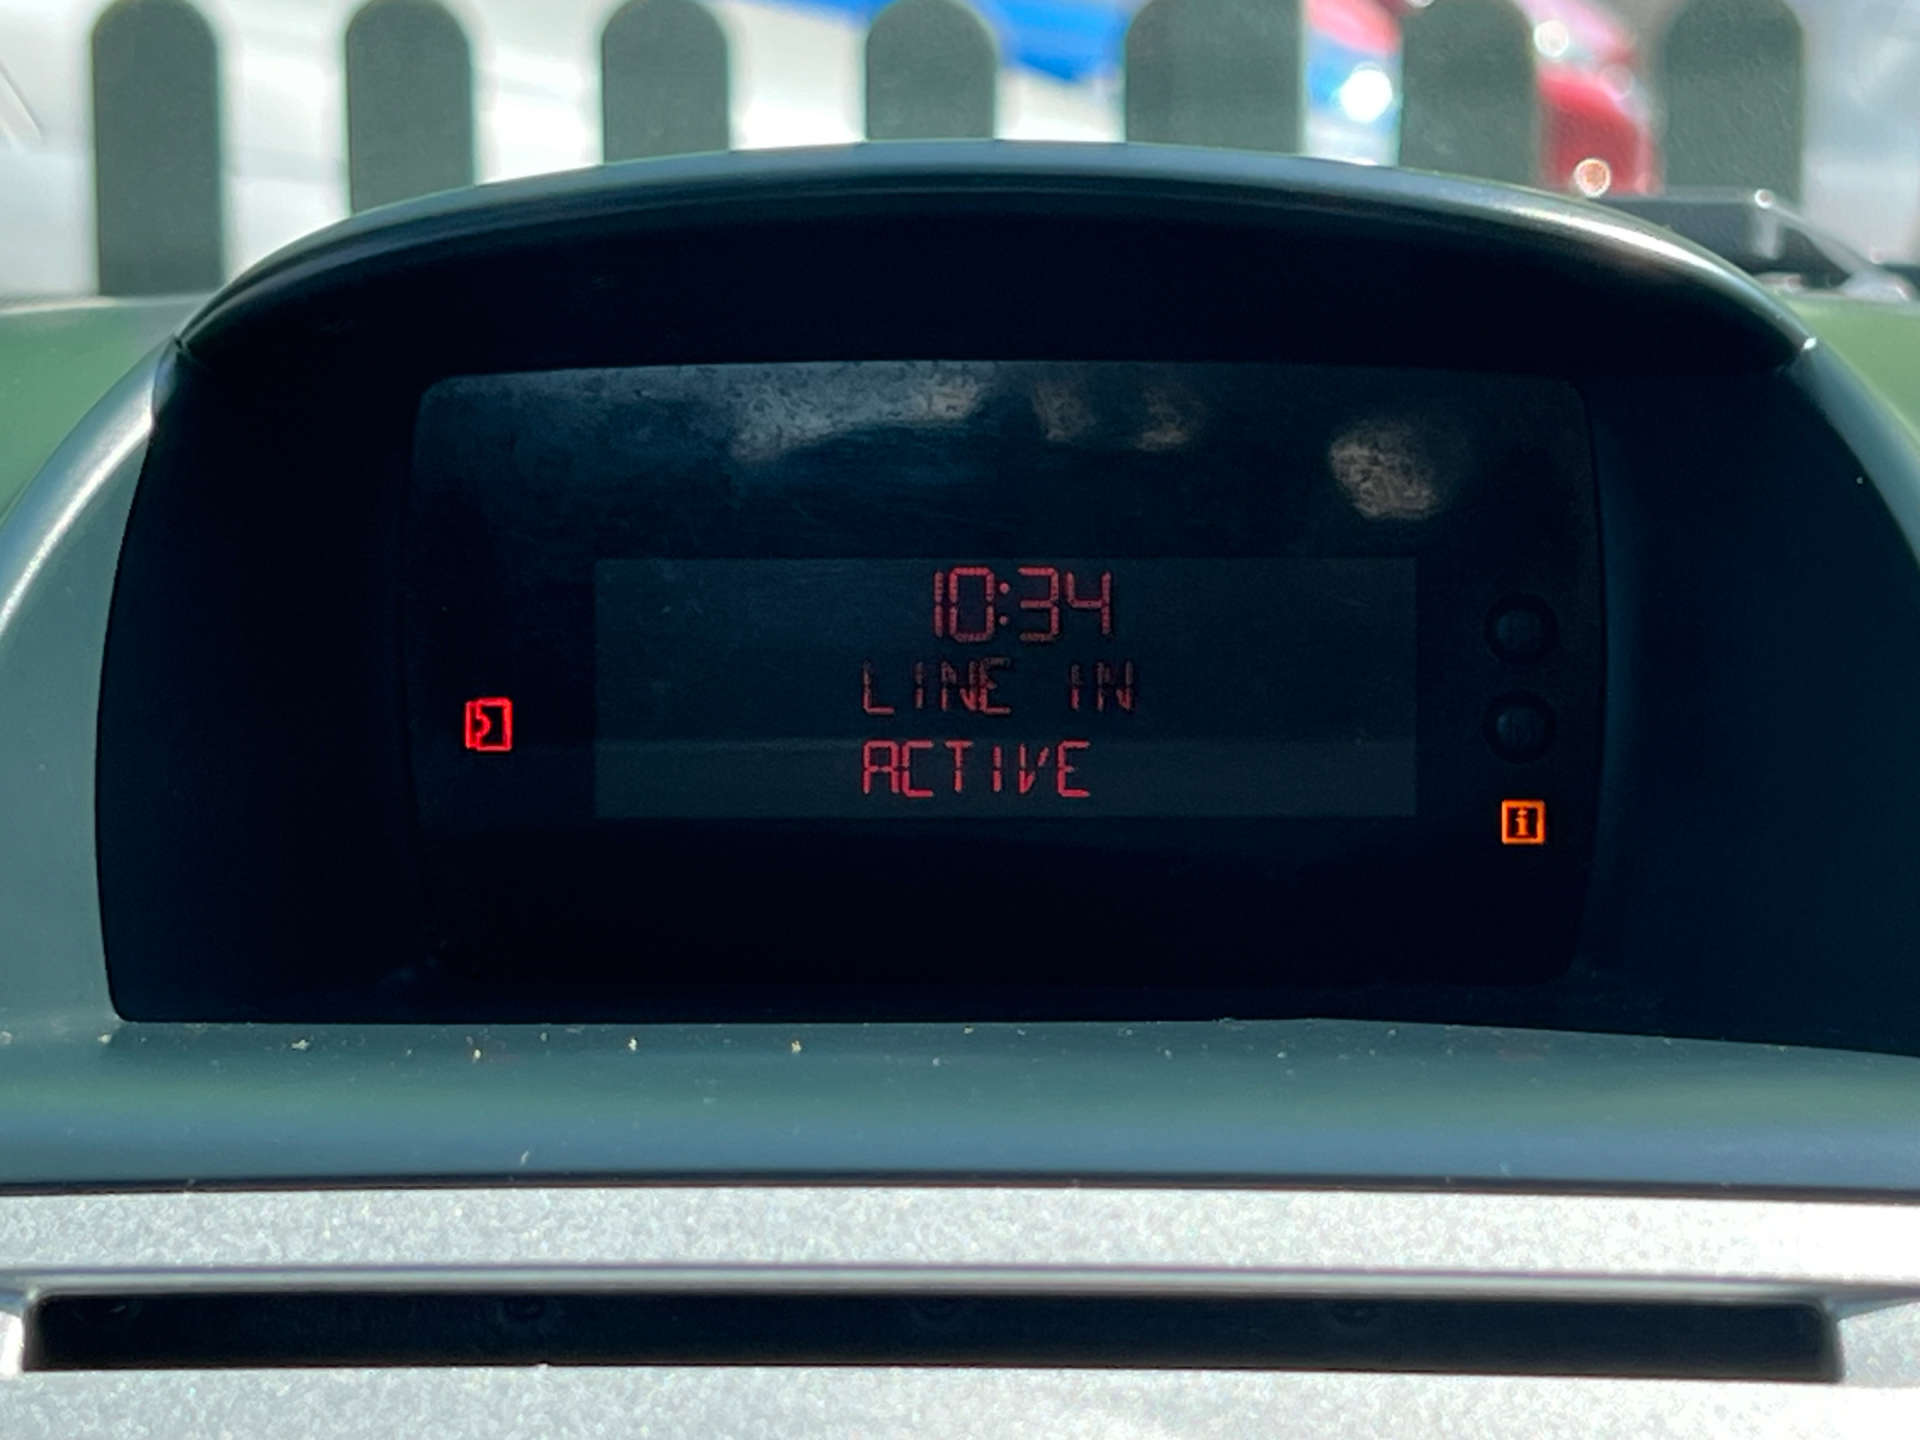 10:34
LINE IN
ACTIVE
i